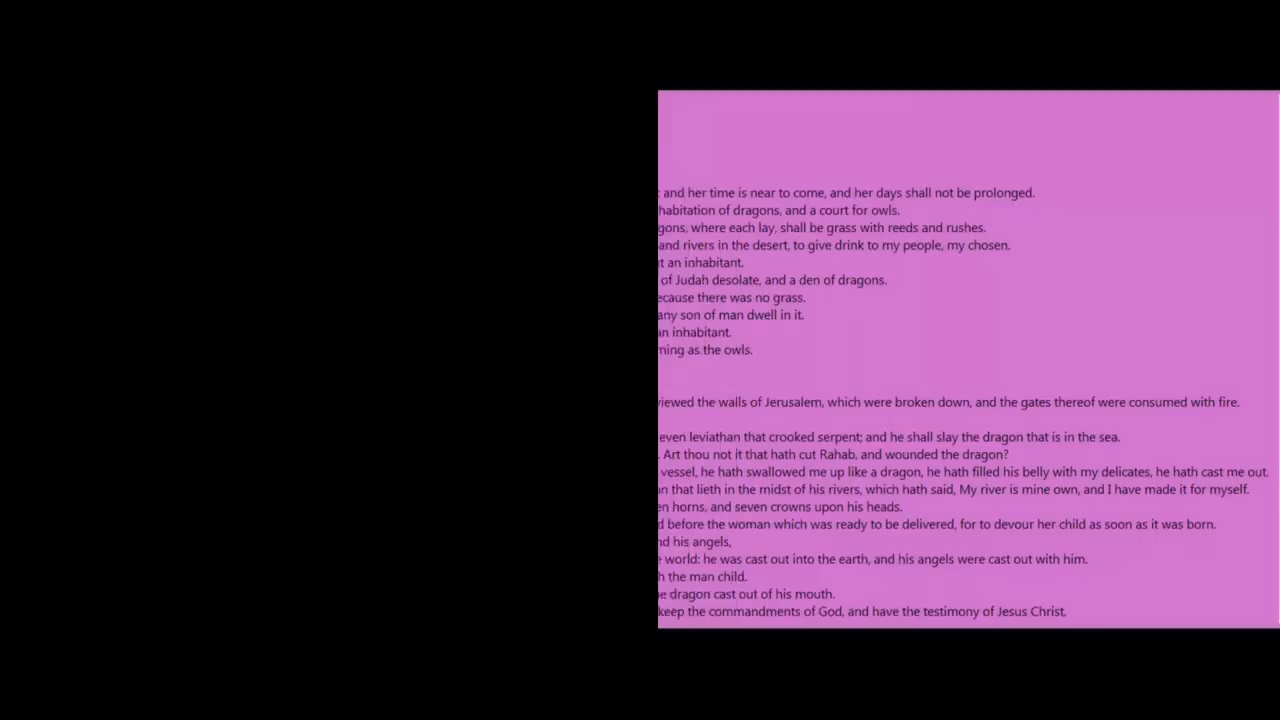 and her time is near to come, and her days shall not be prolonged.
habitation of dragons, and a court for owls.
gons, where each lay, shall be grass with reeds and rushes.
and rivers in the desert, to give drink to my people, my chosen.
t an inhabitant.
of Judah desolate, and a den of dragons.
ecause there was no grass.
any son of man dwell in it.
an inhabitant.
ning as the owls.
viewed the walls of Jerusalem, which were broken down, and the gates thereof were consumed with fire.
even leviathan that crooked serpent; and he shall slay the dragon that is in the sea.
. Art thou not it that hath cut Rahab, and wounded the dragon?
vessel, he hath swallowed me up like a dragon, he hath filled his belly with my delicates, he hath cast me out.
on that lieth in the midst of his rivers, which hath said, My river is mine own, and I have made it for myself.
en horns, and seven crowns upon his heads.
d before the woman which was ready to be delivered, for to devour her child as soon as it was born.
nd his angels,
e world: he was cast out into the earth, and his angels were cast out with him.
h the man child.
e dragon cast out of his mouth.
keep the commandments of God, and have the testimony of Jesus Christ.